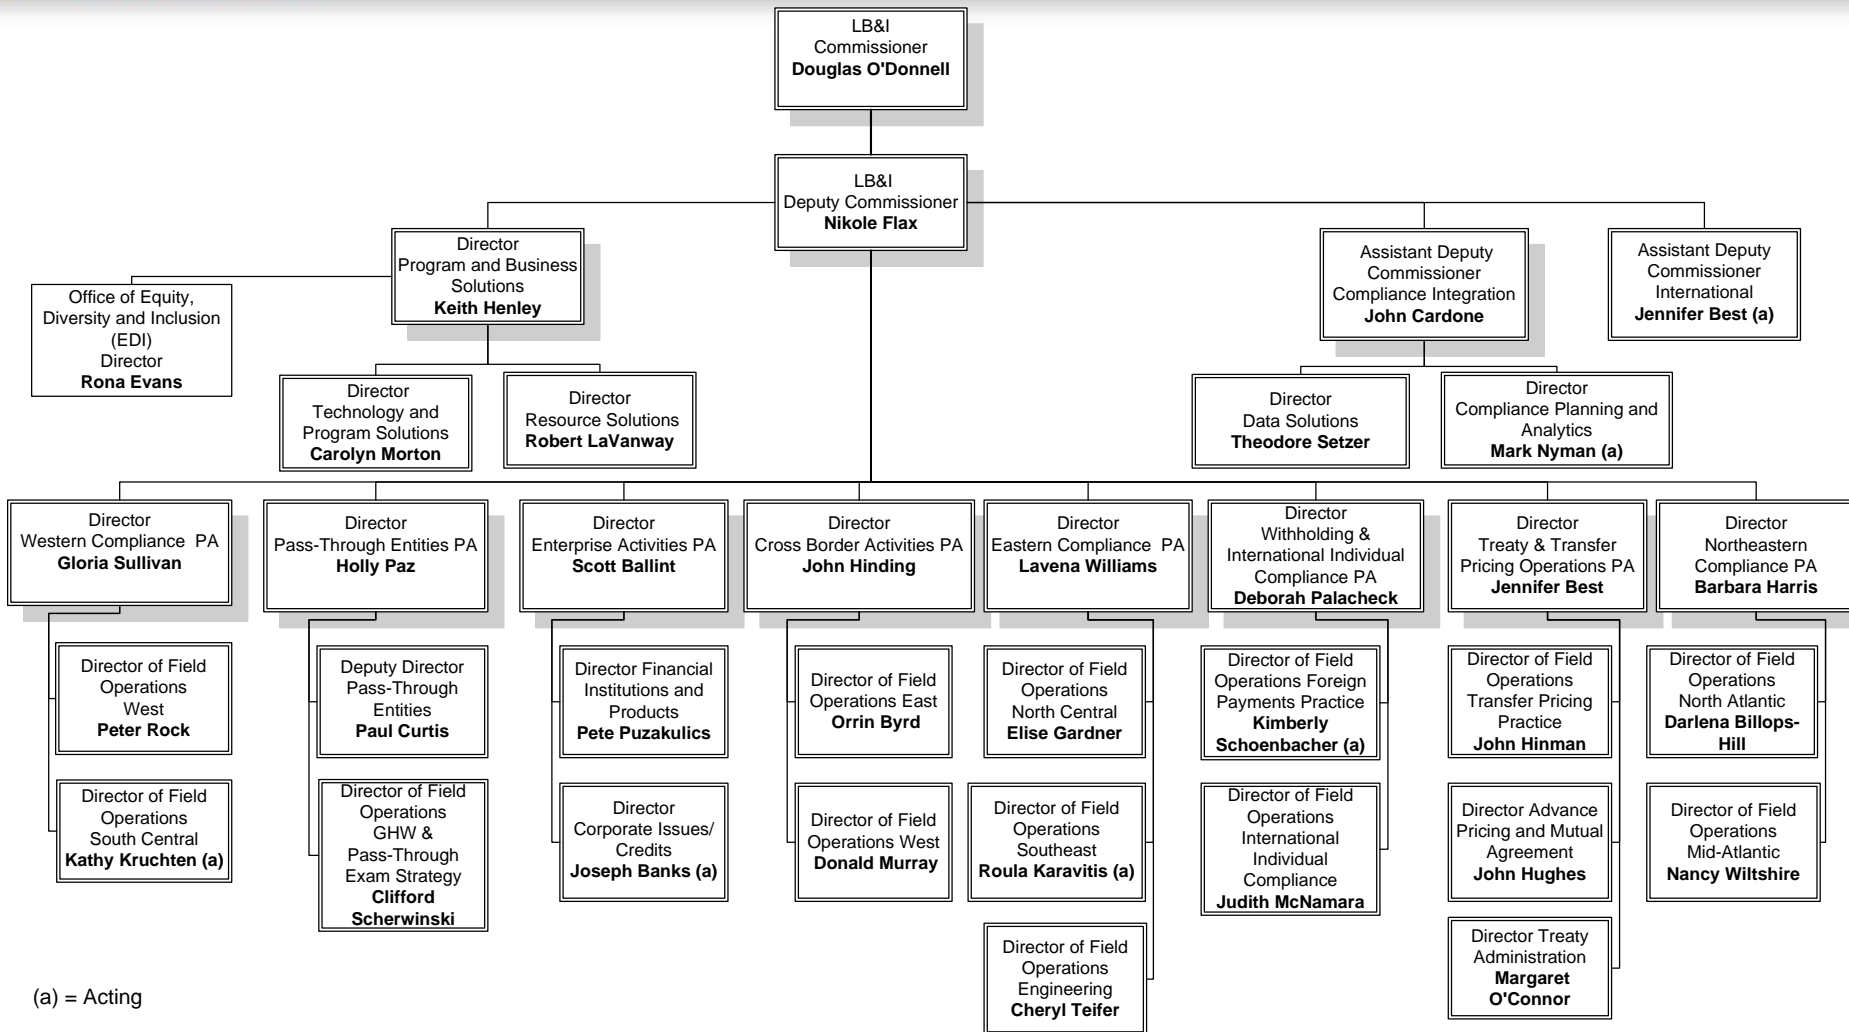 LB&I
Commissioner
Douglas O'Donnell
LB&I
Deputy Commissioner
Nikole Flax
Director
Program and Business
Solutions
Keith Henley
Assistant Deputy
Commissioner
Compliance Integration
John Cardone
Assistant Deputy
Commissioner
International
Jennifer Best (a)
Office of Equity,
Diversity and Inclusion
(EDI)
Director
Rona Evans
Director
Technology and
Program Solutions
Carolyn Morton
Director
Resource Solutions
Robert LaVanway
Director
Data Solutions
Theodore Setzer
Director
Compliance Planning and
Analytics
Mark Nyman (a)
Director
Western Compliance PA
Gloria Sullivan
Director
Pass-Through Entities PA
Holly Paz
Director
Enterprise Activities PA
Scott Ballint
Director
Cross Border Activities PA
John Hinding
Director
Eastern Compliance PA
Lavena Williams
Director
Withholding &
International Individual
Compliance PA
Deborah Palacheck
Director
Treaty & Transfer
Pricing Operations PA
Jennifer Best
Director
Northeastern
Compliance PA
Barbara Harris
Director of Field
Operations
West
Peter Rock
Deputy Director
Pass-Through
Entities
Paul Curtis
Director Financial
Institutions and
Products
Pete Puzakulics
Director of Field
Operations East
Orrin Byrd
Director of Field
Operations
North Central
Elise Gardner
Director of Field
Operations Foreign
Payments Practice
Kimberly
Schoenbacher (a)
Director of Field
Operations
Transfer Pricing
Practice
John Hinman
Director of Field
Operations
North Atlantic
Darlena Billops-
Hill
Director of Field
Operations
South Central
Kathy Kruchten (a)
Director of Field
Operations
GHW &
Pass-Through
Exam Strategy
Clifford
Scherwinski
Director
Corporate Issues/
Credits
Joseph Banks (a)
Director of Field
Operations West
Donald Murray
Director of Field
Operations
Southeast
Roula Karavitis (a)
Director of Field
Operations
International
Individual
Compliance
Judith McNamara
Director Advance
Pricing and Mutual
Agreement
John Hughes
Director of Field
Operations
Mid-Atlantic
Nancy Wiltshire
Director of Field
Operations
Engineering
Cheryl Teifer
Director Treaty
Administration
Margaret
O'Connor
(a) = Acting